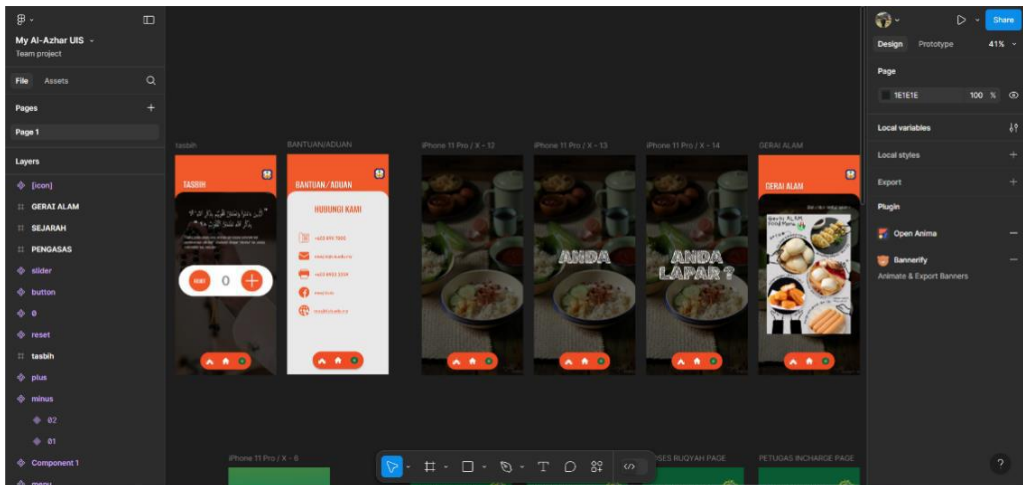 My Al-Azhar UIS
Team project
File
Assets
Pages
Page 1
Layers
[icon]
GERAI ALAM
SEJARAH
PENGASAS
slider
button
0
reset
tasbih
plus
minus
02
01
Component 1
menu
tasbih
TASBIH
0
BANTUAN/ADUAN
BANTUAN/ ADUAN
HUBUNGI KAMI
iPhone 11 Pro / X - 12
iPhone 11 Pro / X - 13
ANDA
iPhone 11 Pro / X - 14
ANDA
LAPAR ?
GERAI ALAM
GERAI ALAM
iPhone 11 Pro / X - 6
RUQYAH PAGE
PETUGAS INCHARGE PAGE
Share
Design
Prototype
41%
Page
1E1E1E
100
%
Local variables
Local styles
Export
Plugin
Open Anima
Bannerify
Animate & Export Banners
?